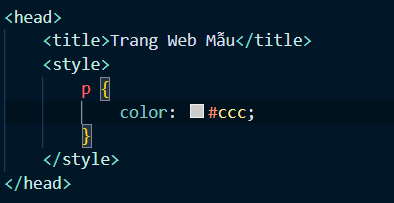 <head>
    <title>Trang Web Mẫu</title>
    <style>
        p {
            color: #ccc;
        }
    </style>
</head>